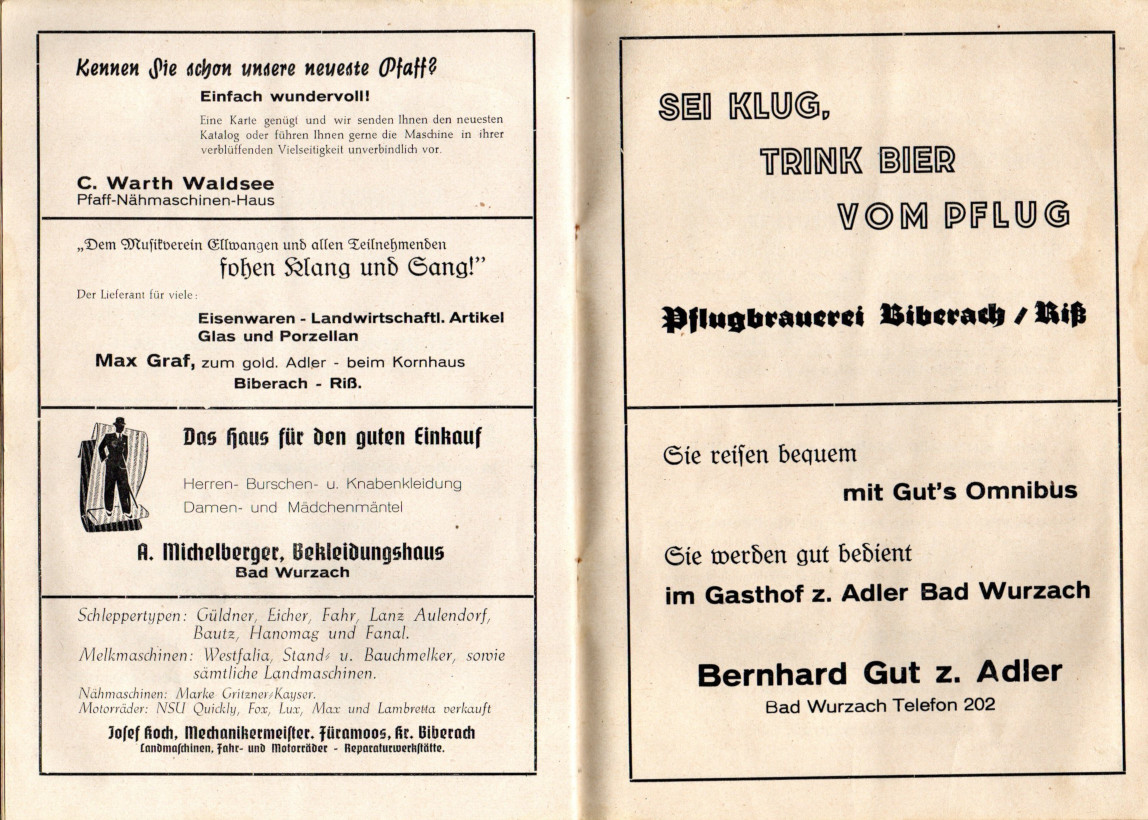 Kennen Sie schon unsere neueste Pfaff?
Einfach wundervoll!
Eine Karte genügt und wir senden Ihnen den neuesten
Katalog oder führen Ihnen gerne die Maschine in ihrer
verblüffenden Vielseitigkeit unverbindlich vor.
C. Warth Waldsee
Pfaff-Nähmaschinen-Haus
„Dem Musikverein Ellwangen und allen Teilnehmenden
fohen Klang und Sang!”
Der Lieferant für viele:
Eisenwaren - Landwirtschaftl. Artikel
Glas und Porzellan
Max Graf, zum gold. Adler - beim Kornhaus
Biberach - Riß.
Das Haus für den guten Einkauf
Herren- Burschen- u. Knabenkleidung
Damen- und Mädchenmäntel
A. Michelberger, Bekleidungshaus
Bad Wurzach
Schleppertypen: Güldner, Eicher, Fahr, Lanz Aulendorf,
Bautz, Hanomag und Fanal.
Melkmaschinen: Westfalia, Stand- u. Bauchmelker, sowie
sämtliche Landmaschinen.
Nähmaschinen: Marke Gritzner-Kayser.
Motorräder: NSU Quickly, Fox, Lux, Max und Lambretta verkauft
Josef Koch, Mechanikermeister. Füramoos, Kr. Biberach
Landmaschinen, Fahr- und Motorräder - Reparaturwerkstätte.
SEI KLUG,
TRINK BIER
VOM PFLUG
Pflugbrauerei Biberach / Riß
Sie reisen bequem
mit Gut's Omnibus
Sie werden gut bedient
im Gasthof z. Adler Bad Wurzach
Bernhard Gut z. Adler
Bad Wurzach Telefon 202